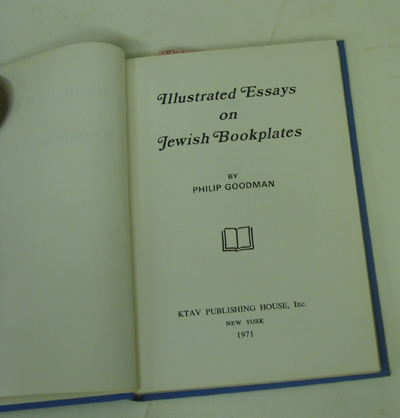 Illustrated Essays
on
Jewish Bookplates
BY
PHILIP GOODMAN
KTAV PUBLISHING HOUSE, Inc.
NEW YORK
1971